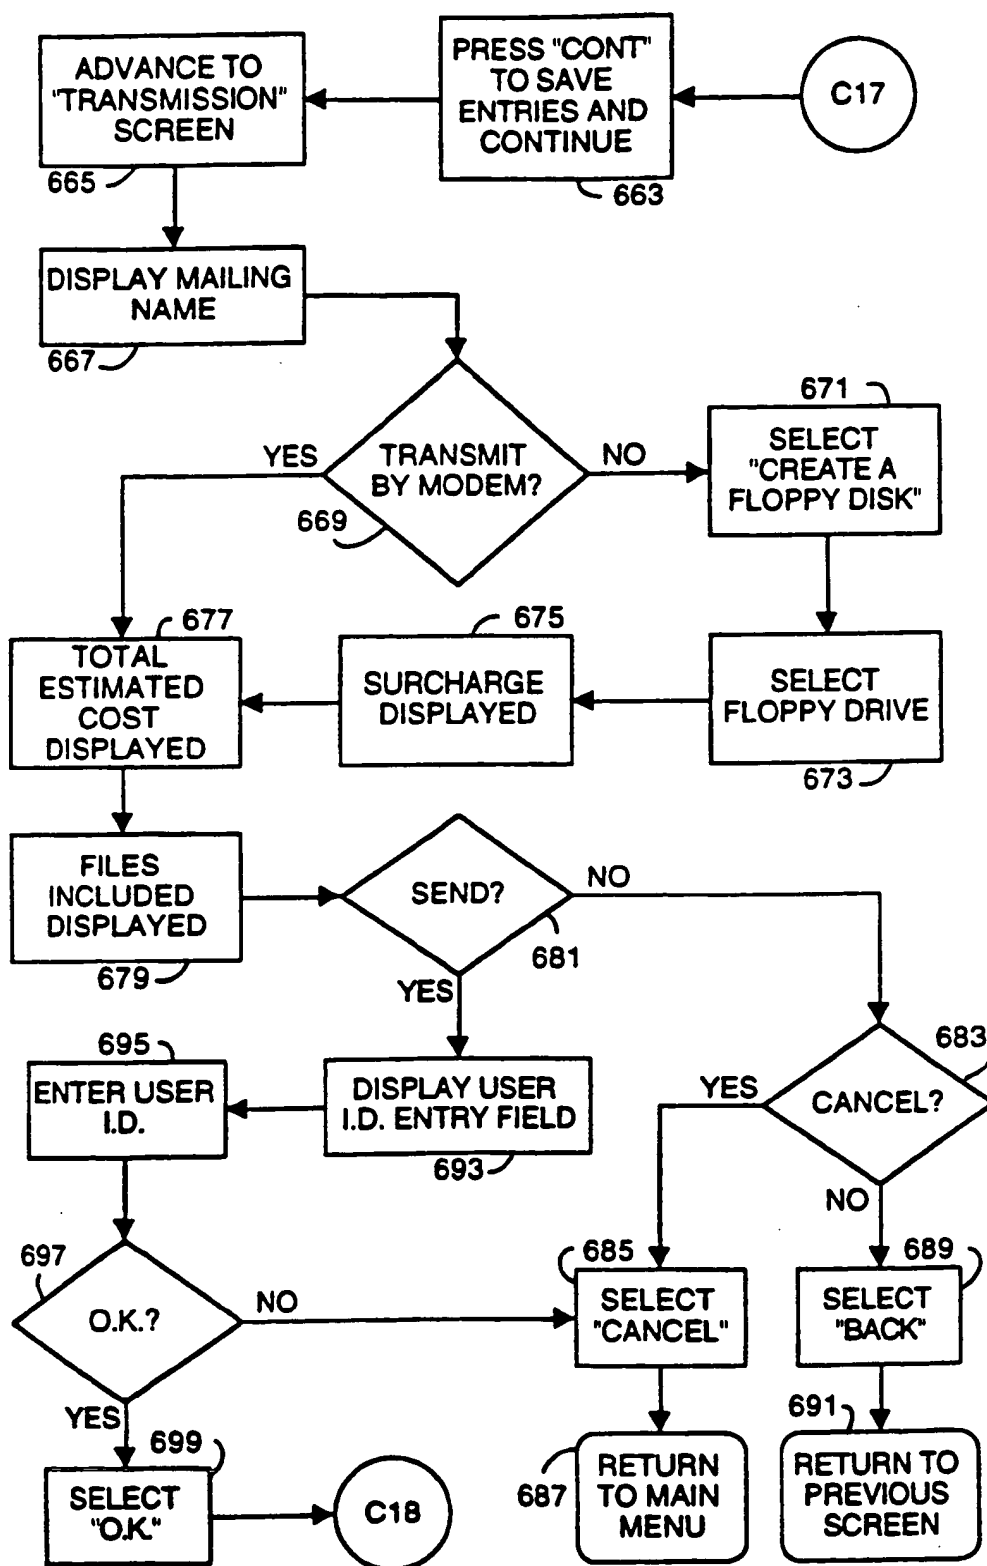 C17
PRESS "CONT"
TO SAVE
ENTRIES AND
CONTINUE
663
ADVANCE TO
"TRANSMISSION"
SCREEN
665
DISPLAY MAILING
NAME
667
TRANSMIT
BY MODEM?
669
YES
NO
671
SELECT
"CREATE A
FLOPPY DISK"
SELECT
FLOPPY DRIVE
673
675
SURCHARGE
DISPLAYED
677
TOTAL
ESTIMATED
COST
DISPLAYED
FILES
INCLUDED
DISPLAYED
679
SEND?
681
NO
YES
683
CANCEL?
YES
NO
DISPLAY USER
I.D. ENTRY FIELD
693
695
ENTER USER
I.D.
697
O.K.?
NO
YES
685
SELECT
"CANCEL"
689
SELECT
"BACK"
687
RETURN
TO MAIN
MENU
691
RETURN TO
PREVIOUS
SCREEN
699
SELECT
"O.K."
C18